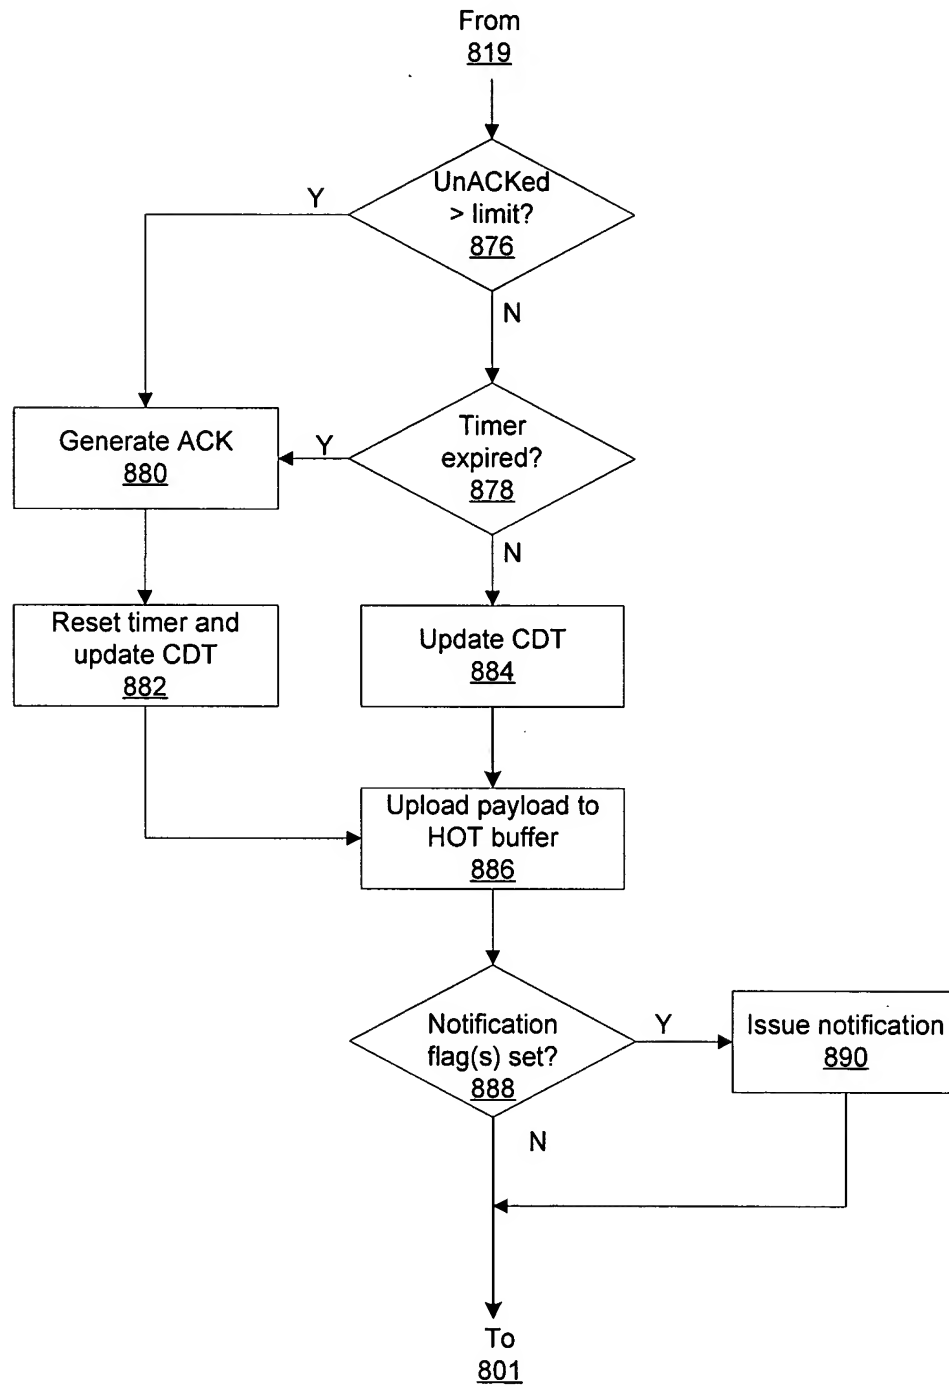 From
819
UnACKed
> limit?
876
Y
N
Generate ACK
880
Y
Timer
expired?
878
N
Reset timer and
update CDT
882
Update CDT
884
Upload payload to
HOT buffer
886
Notification
flag(s) set?
888
Y
Issue notification
890
N
To
801